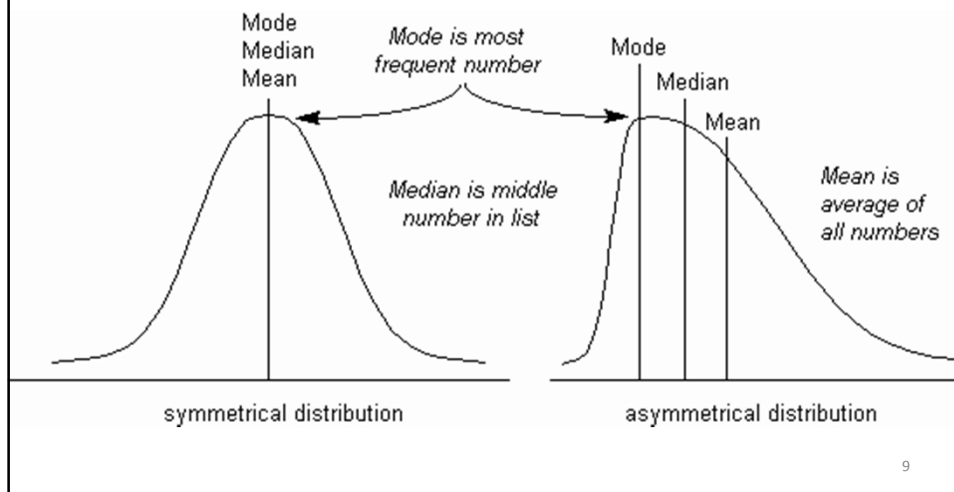 Mode
Median
Mean
Mode is most
frequent number
Mode
Median
Mean
Median is middle
number in list
Mean is
average of
all numbers
symmetrical distribution
asymmetrical distribution
9